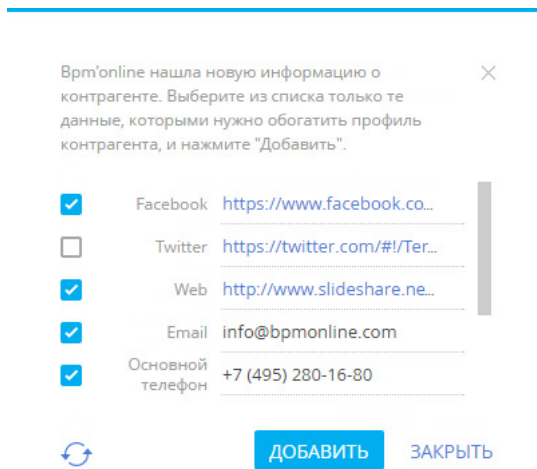 Bpm'online нашла новую информацию о
контрагенте. Выберите из списка только те
данные, которыми нужно обогатить профиль
контрагента, и нажмите "Добавить".
Facebook https://www.facebook.co...
Twitter https://twitter.com/#!/Ter...
Web http://www.slideshare.ne...
Email info@bpmonline.com
Основной
телефон +7 (495) 280-16-80
ДОБАВИТЬ ЗАКРЫТЬ